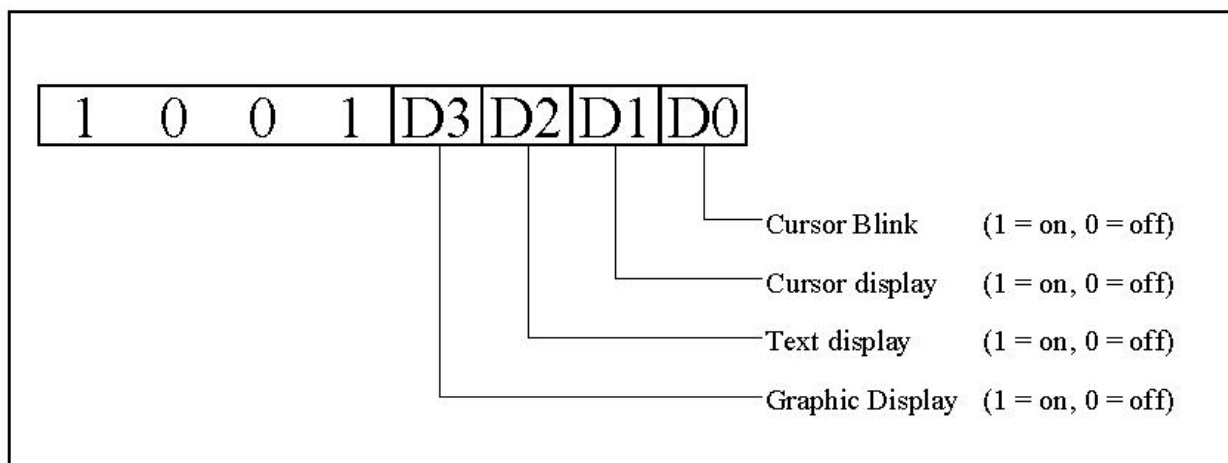 1 0 0 1 D3 D2 D1 D0
Cursor Blink (1 = on, 0 = off)
Cursor display (1 = on, 0 = off)
Text display (1 = on, 0 = off)
Graphic Display (1 = on, 0 = off)